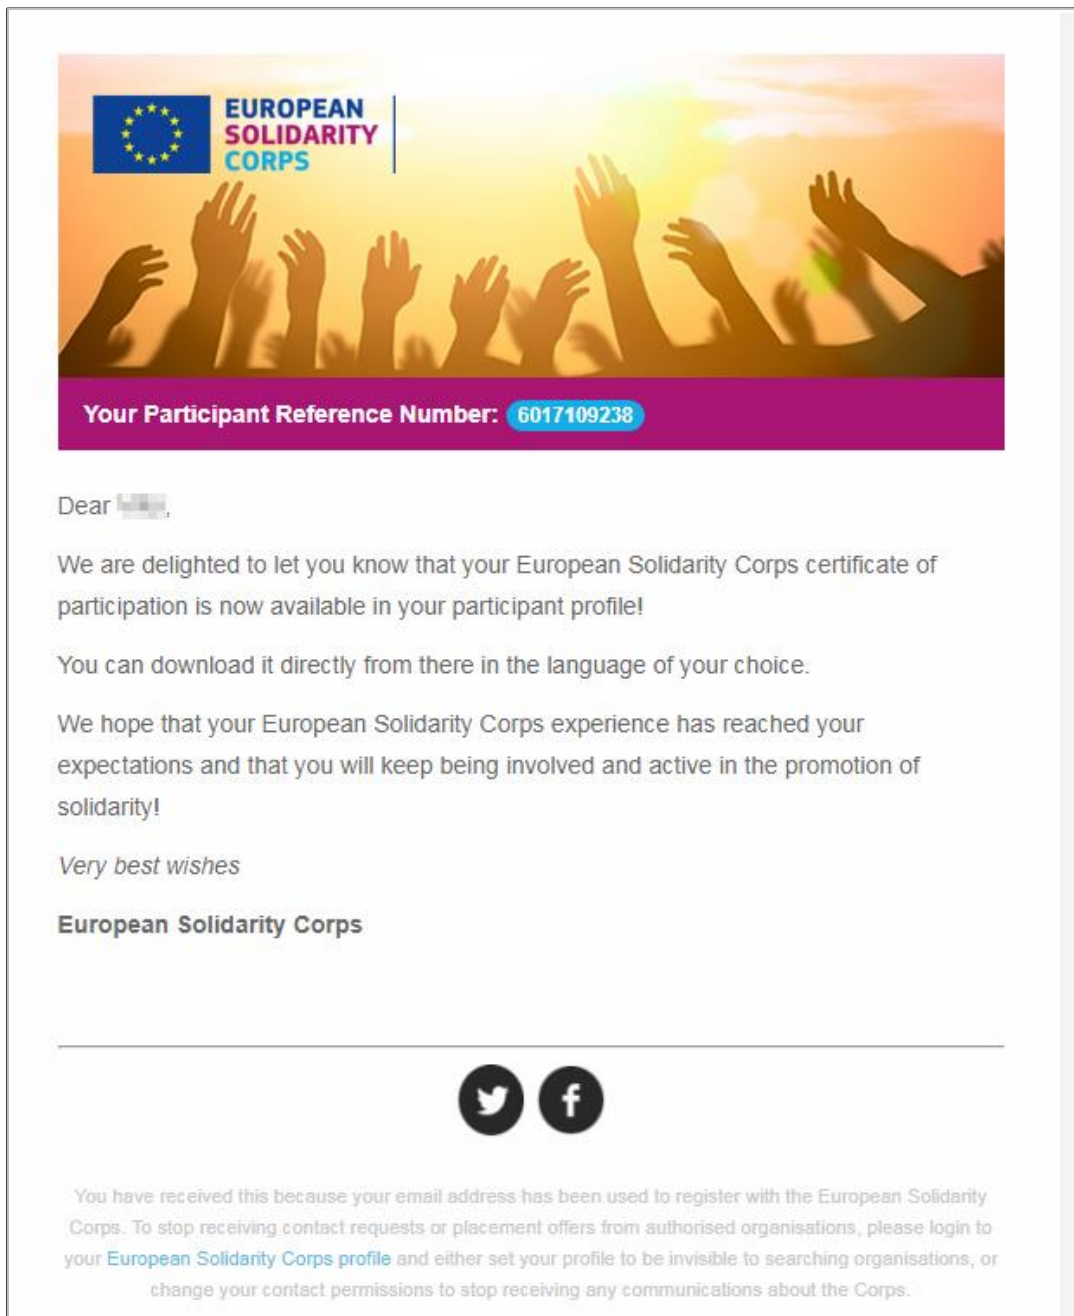 EUROPEAN
SOLIDARITY
CORPS
Your Participant Reference Number: 6017109238
Dear ,
We are delighted to let you know that your European Solidarity Corps certificate of
participation is now available in your participant profile!
You can download it directly from there in the language of your choice.
We hope that your European Solidarity Corps experience has reached your
expectations and that you will keep being involved and active in the promotion of
solidarity!
Very best wishes
European Solidarity Corps
You have received this because your email address has been used to register with the European Solidarity
Corps. To stop receiving contact requests or placement offers from authorised organisations, please login to
your European Solidarity Corps profile and either set your profile to be invisible to searching organisations, or
change your contact permissions to stop receiving any communications about the Corps.